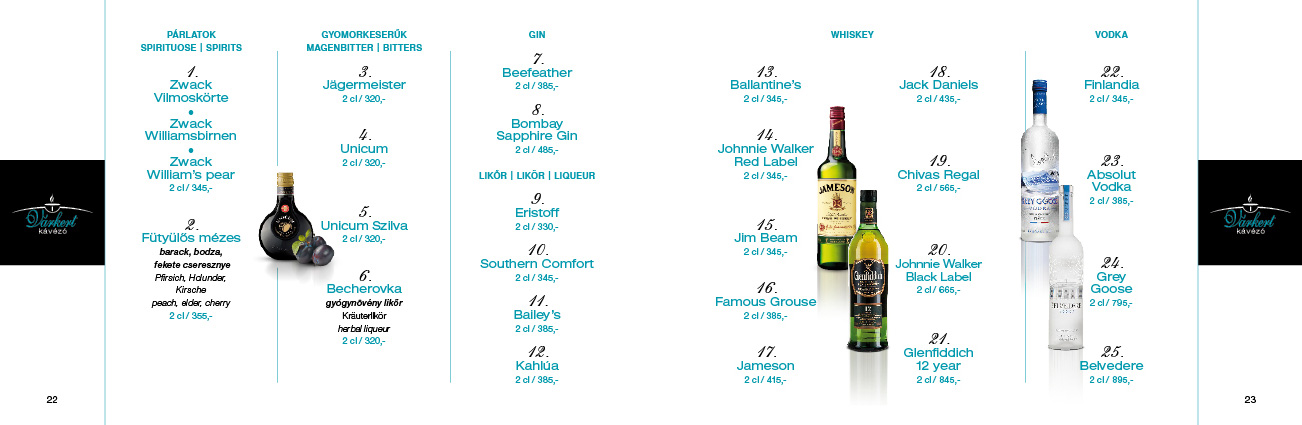 PÁRLATOK
SPIRITUOSE | SPIRITS
1.
Zwack
Vilmoskörte
•
Zwack
Williamsbirnen
•
Zwack
William's pear
2 cl / 345,-
2.
Fütyülős mézes
barack, bodza,
fekete cseresznye
Pfirsich, Holunder,
Kirsche
peach, elder, cherry
2 cl / 355,-
GYOMORKESERŰK
MAGENBITTER | BITTERS
3.
Jägermeister
2 cl / 320,-
4.
Unicum
2 cl / 320,-
5.
Unicum Szilva
2 cl / 320,-
6.
Becherovka
gyógynövény likőr
Kräuterlikör
herbal liqueur
2 cl / 320,-
GIN
7.
Beefeather
2 cl / 385,-
8.
Bombay
Sapphire Gin
2 cl / 485,-
LIKŐR | LIKÖR | LIQUEUR
9.
Eristoff
2 cl / 330,-
10.
Southern Comfort
2 cl / 345,-
11.
Bailey's
2 cl / 385,-
12.
Kahlúa
2 cl / 385,-
WHISKEY
13.
Ballantine's
2 cl / 345,-
14.
Johnnie Walker
Red Label
2 cl / 345,-
15.
Jim Beam
2 cl / 345,-
16.
Famous Grouse
2 cl / 385,-
17.
Jameson
2 cl / 415,-
JAMESON
Glenfiddich
12
18.
Jack Daniels
2 cl / 435,-
19.
Chivas Regal
2 cl / 565,-
20.
Johnnie Walker
Black Label
2 cl / 665,-
21.
Glenfiddich
12 year
2 cl / 845,-
VODKA
22.
Finlandia
2 cl / 345,-
23.
Absolut
Vodka
2 cl / 385,-
24.
Grey
Goose
2 cl / 795,-
25.
Belvedere
2 cl / 895,-
GREY GOOSE
VODKA
BELVEDERE
Várkert
kávézó
22
Várkert
kávézó
23